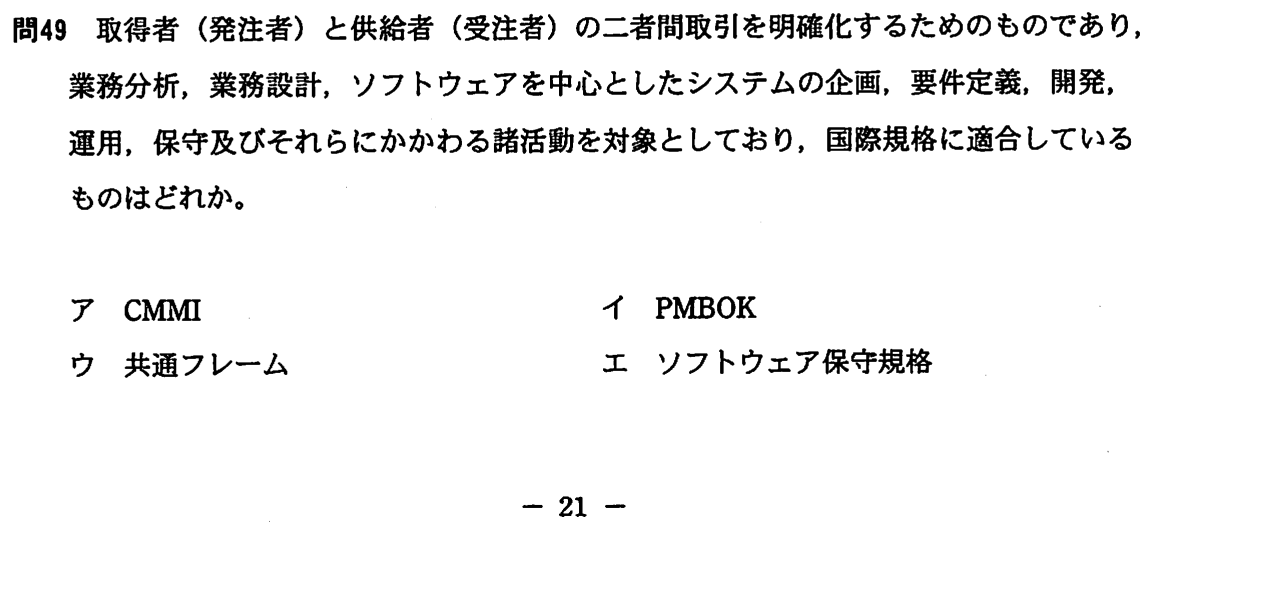 問49 取得者（発注者）と供給者（受注者）の二者間取引を明確化するためのものであり，
業務分析，業務設計，ソフトウェアを中心としたシステムの企画，要件定義，開発，
運用，保守及びそれらにかかわる諸活動を対象としており，国際規格に適合している
ものはどれか。
ア CMMI イ PMBOK
ウ 共通フレーム エ ソフトウェア保守規格
－ 21 －